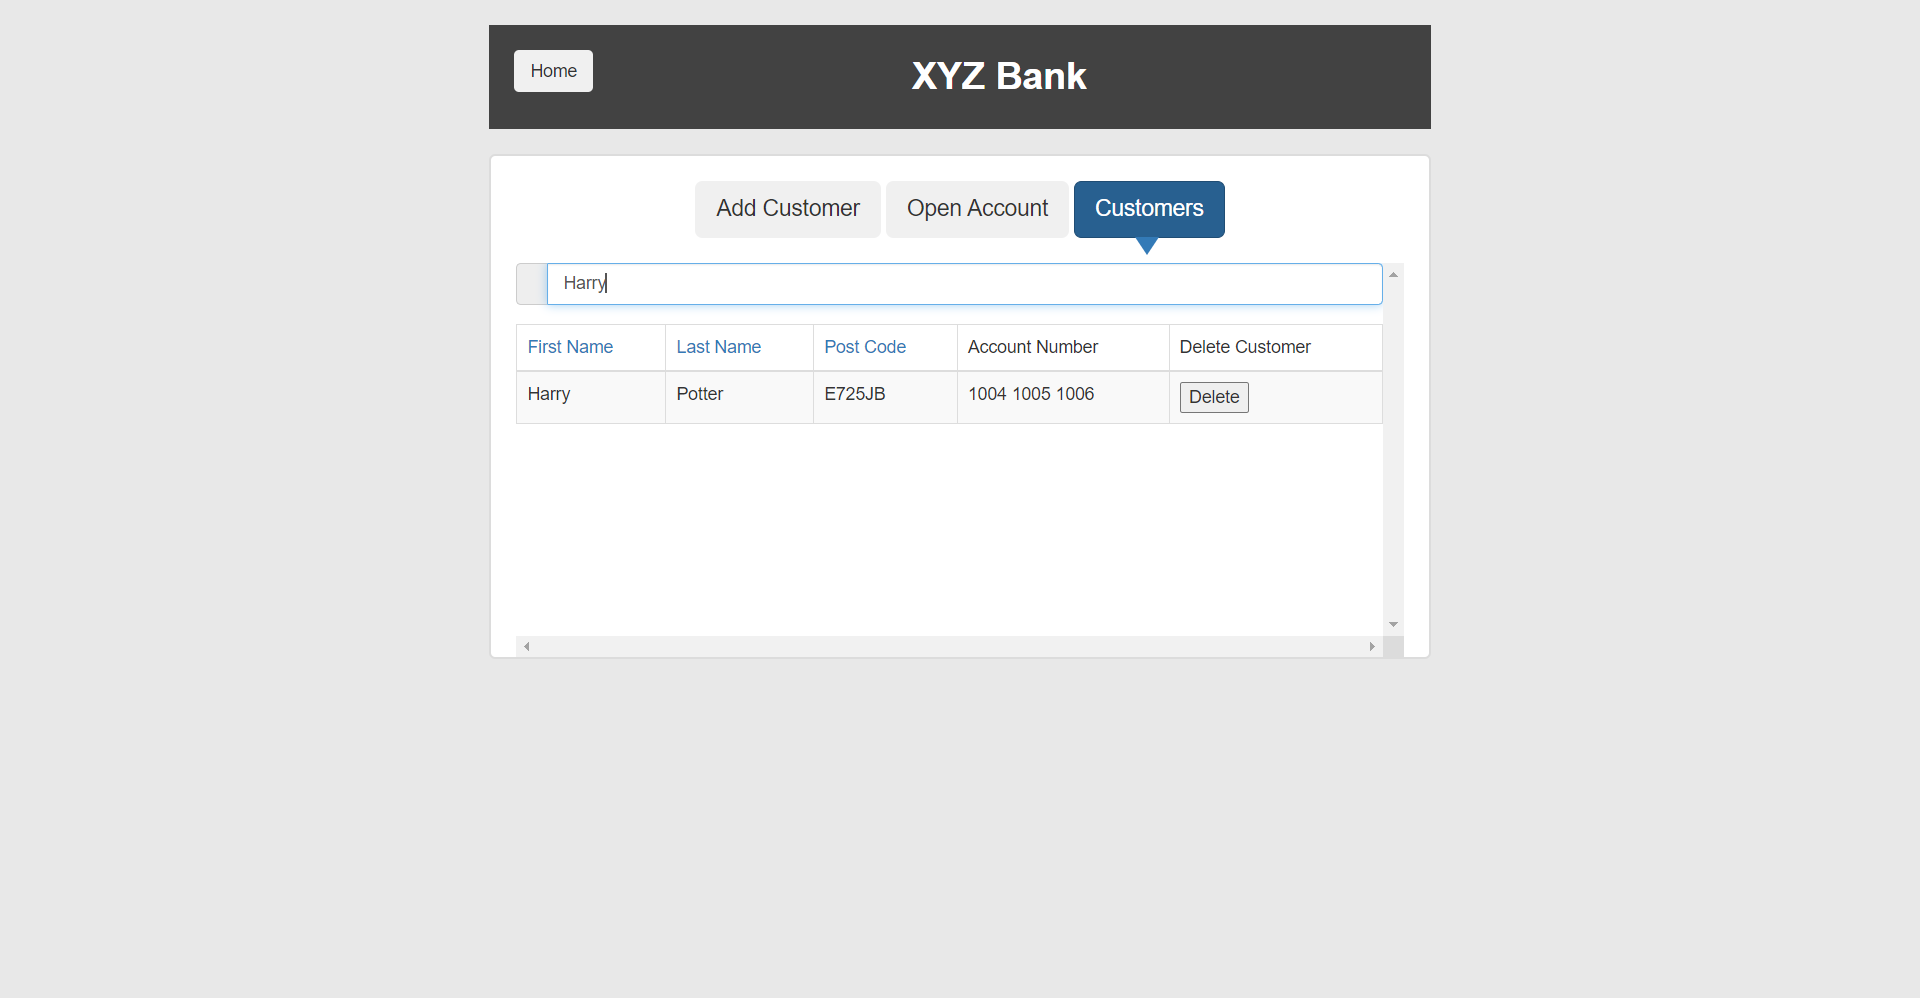 Home
XYZ Bank
Add Customer Open Account Customers
Harry
First Name Last Name Post Code Account Number Delete Customer
Harry Potter E725JB 1004 1005 1006 Delete